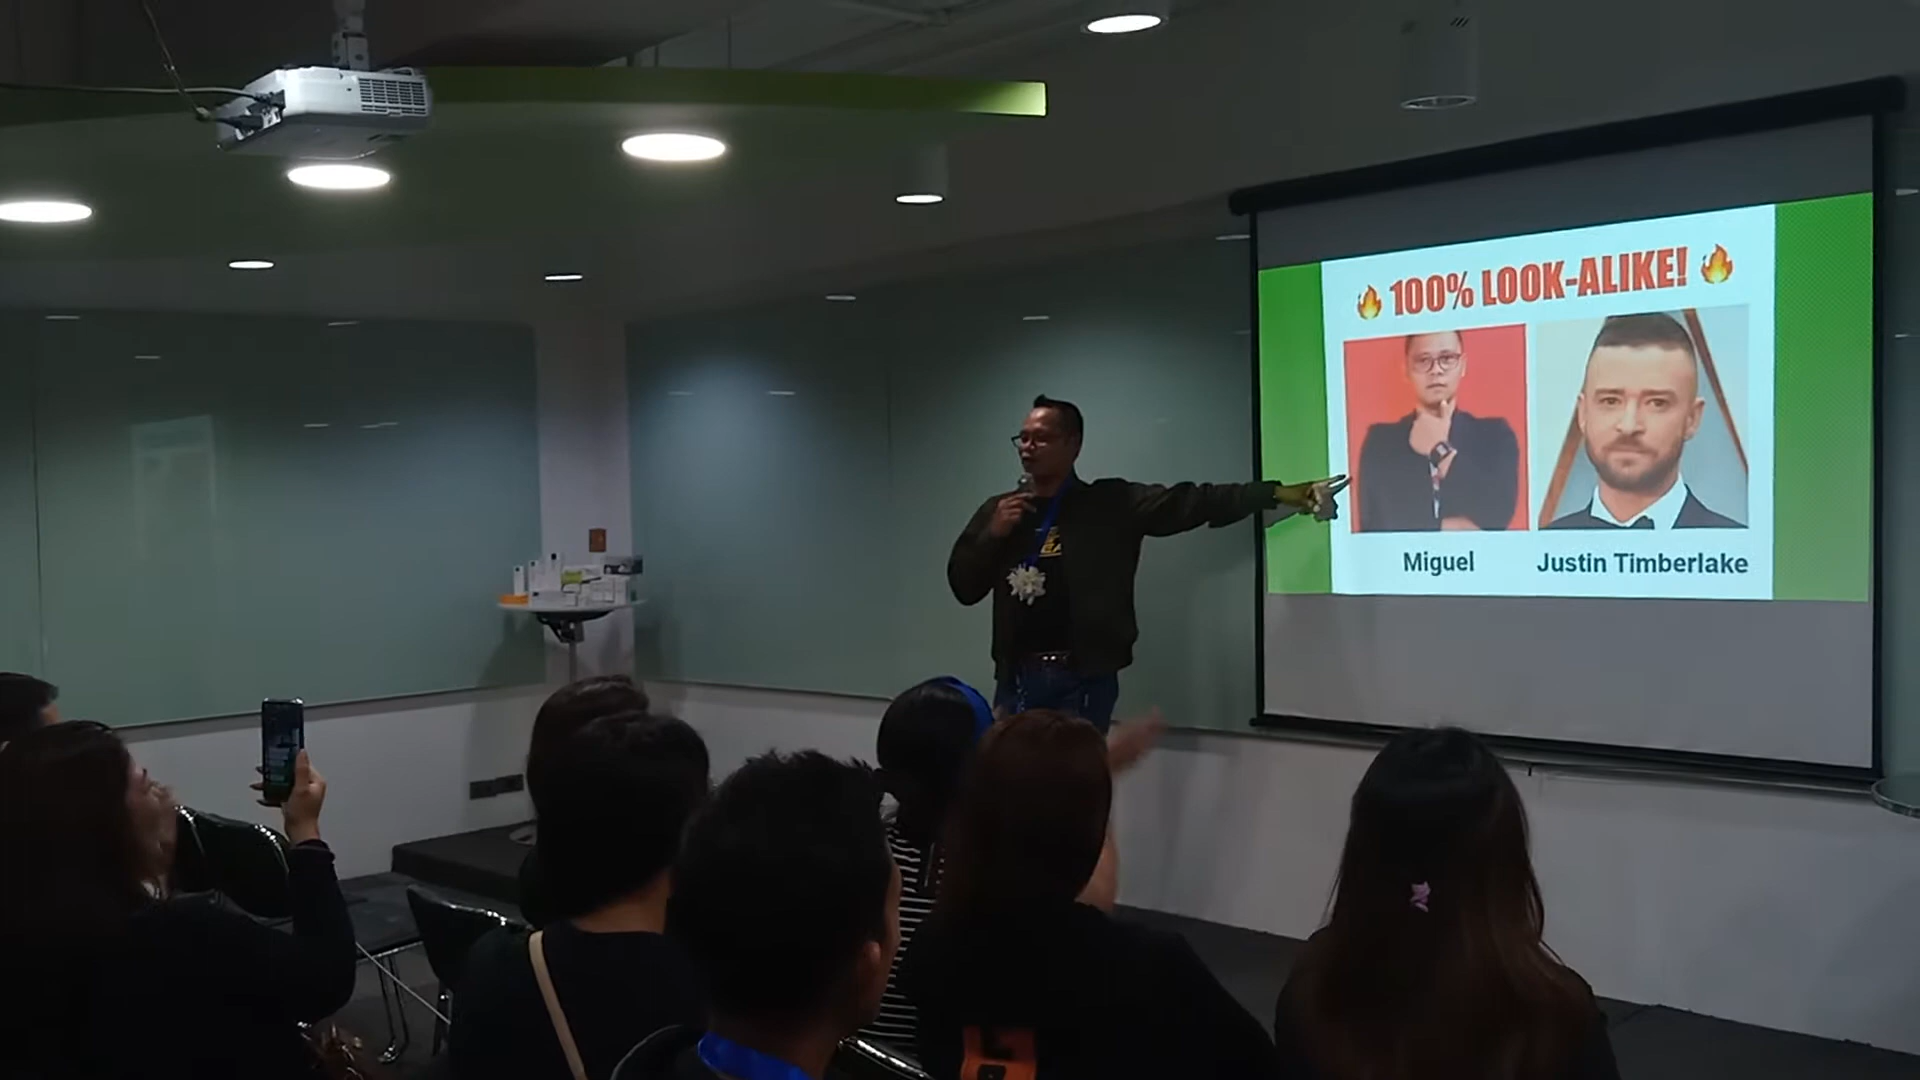 🔥 100% LOOK-ALIKE! 🔥
Miguel
Justin Timberlake